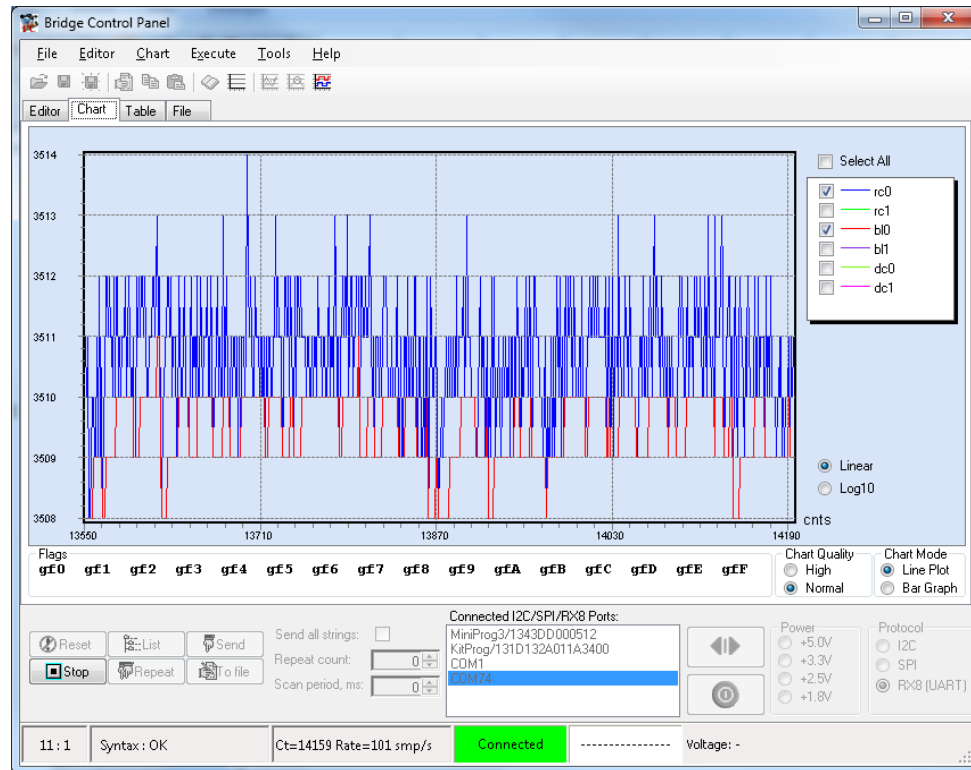 Bridge Control Panel
File Editor Chart Execute Tools Help
Editor Chart Table File
3514
3513
3512
3511
3510
3509
3508
13550 13710 13870 14030 14190
cnts
Select All
rc0
rc1
bl0
bl1
dc0
dc1
Linear
Log10
Flags
gf0 gf1 gf2 gf3 gf4 gf5 gf6 gf7 gf8 gf9 gfA gfB gfC gfD gfE gfF
Chart Quality
High
Normal
Chart Mode
Line Plot
Bar Graph
Reset List Send
Stop Repeat To file
Send all strings:
Repeat count: 0
Scan period, ms: 0
Connected I2C/SPI/RX8 Ports:
MiniProg3/1343DD000512
KitProg/131D132A011A3400
COM1
COM74
Power
+5.0V
+3.3V
+2.5V
+1.8V
Protocol
I2C
SPI
RX8 (UART)
11 : 1 Syntax : OK Ct=14159 Rate=101 smp/s Connected --------------- Voltage: -